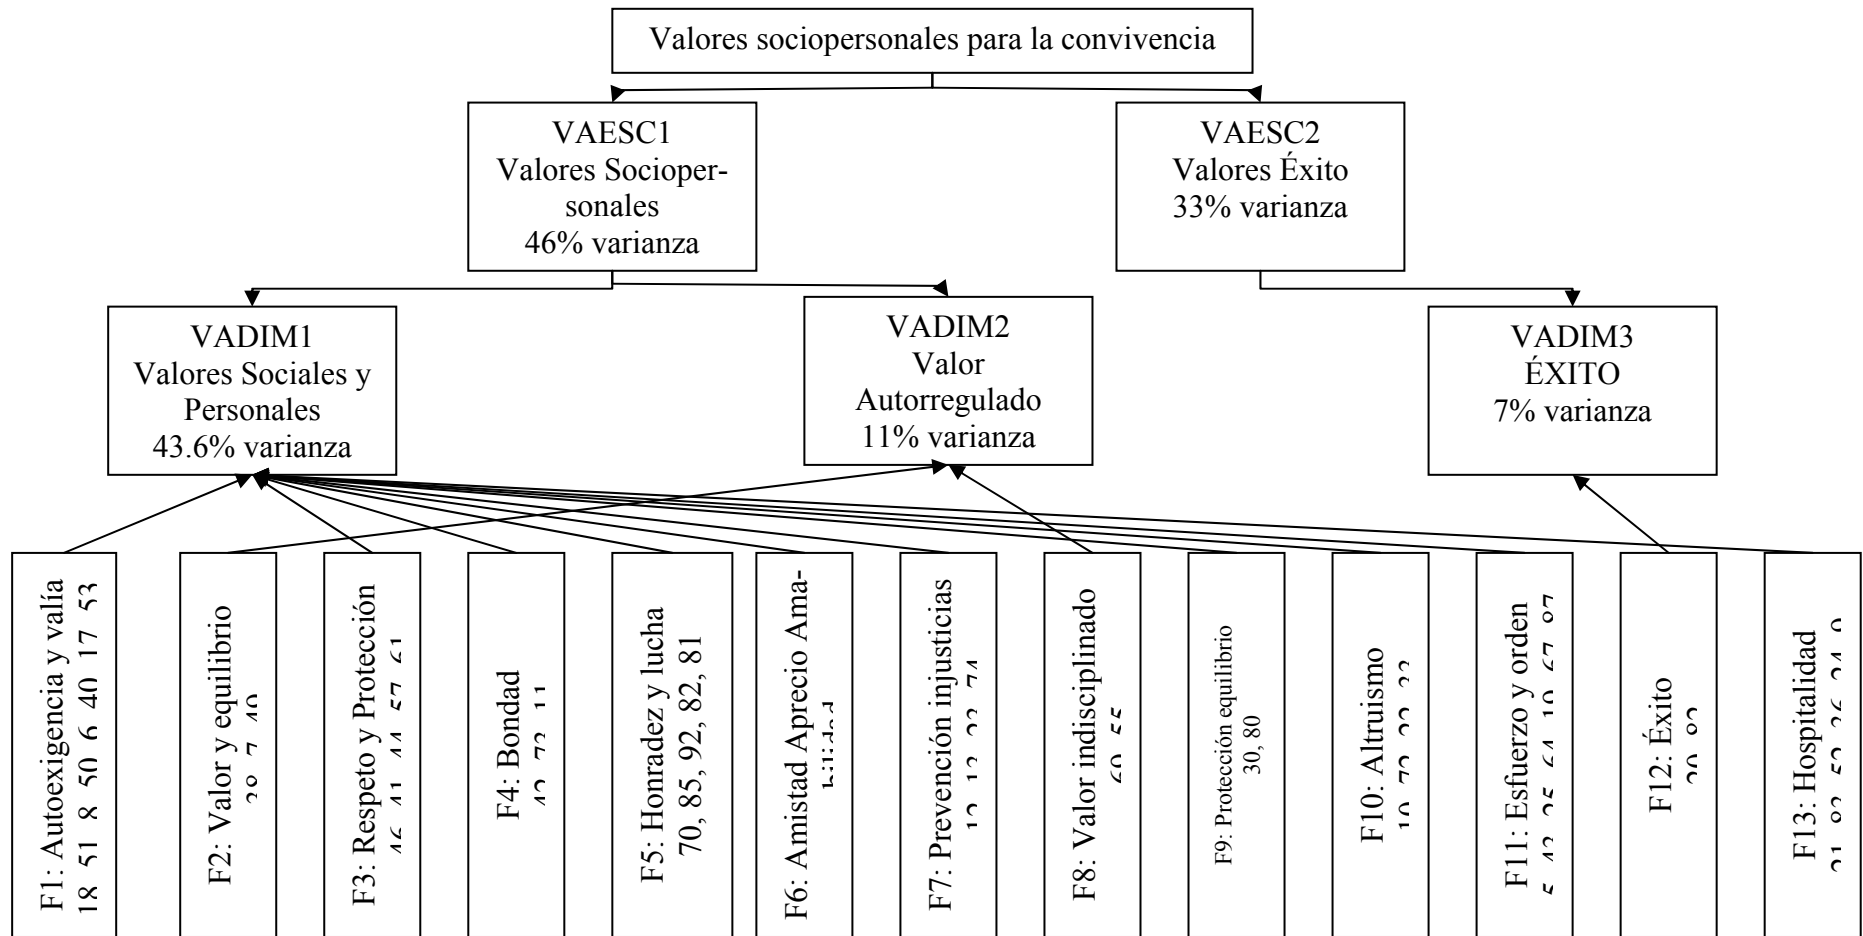 Valores sociopersonales para la convivencia
VAESC1
Valores Socioper-
sonales
46% varianza
VAESC2
Valores Éxito
33% varianza
VADIM1
Valores Sociales y
Personales
43.6% varianza
VADIM2
Valor
Autorregulado
11% varianza
VADIM3
ÉXITO
7% varianza
F1: Autoexigencia y valía
18 51 8 50 6 40 17 53
F2: Valor y equilibrio
F3: Respeto y Protección
F4: Bondad
F5: Honradez y lucha
70, 85, 92, 82, 81
F6: Amistad Aprecio Ama-
bilidad
F7: Prevención injusticias
F8: Valor indisciplinado
F9: Protección equilibrio
30, 80
F10: Altruismo
F11: Esfuerzo y orden
F12: Éxito
F13: Hospitalidad